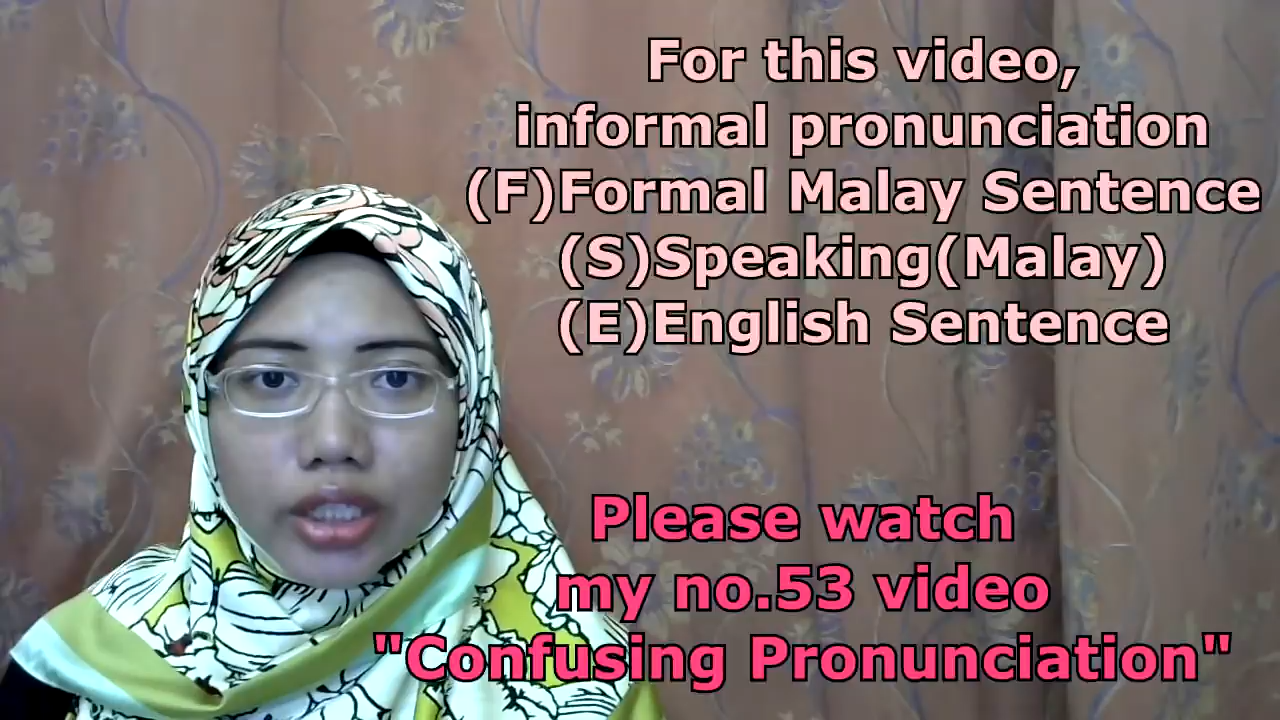 For this video,
informal pronunciation
(F)Formal Malay Sentence
(S)Speaking(Malay)
(E)English Sentence
Please watch
my no.53 video
"Confusing Pronunciation"